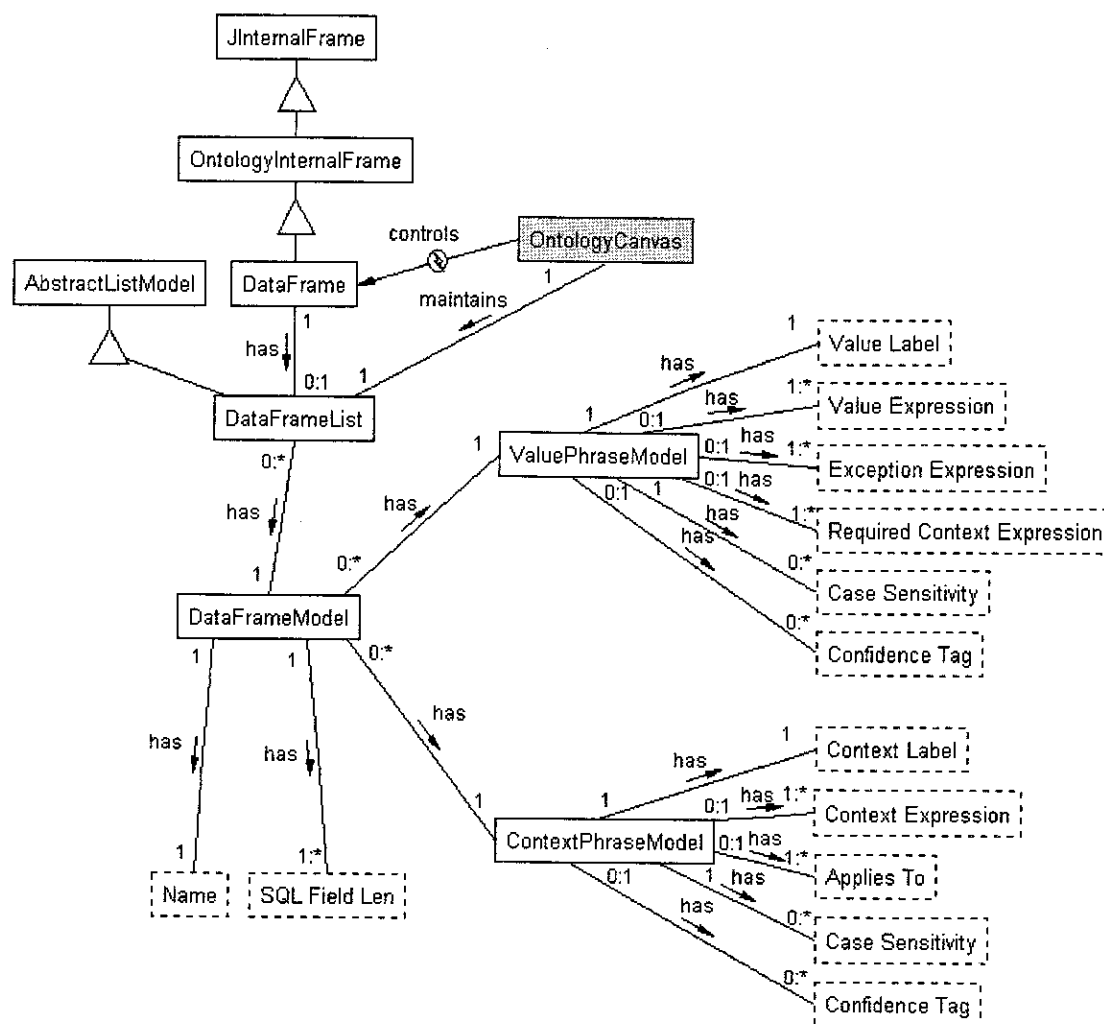 JInternalFrame
OntologyInternalFrame
controls
OntologyCanvas
AbstractListModel
DataFrame
1
maintains
1
has
0:1
1
DataFrameList
0:*
has
1
DataFrameModel
0:*
has
1
ValuePhraseModel
1
has
1
Value Label
0:1
has
1:*
Value Expression
0:1
has
1:*
Exception Expression
0:1
has
1:*
Required Context Expression
1
has
0:*
Case Sensitivity
0:1
has
0:*
Confidence Tag
1
has
1
Name
1
has
1:*
SQL Field Len
0:*
has
1
ContextPhraseModel
1
has
1
Context Label
0:1
has
1:*
Context Expression
0:1
has
1:*
Applies To
1
has
0:*
Case Sensitivity
0:1
has
0:*
Confidence Tag